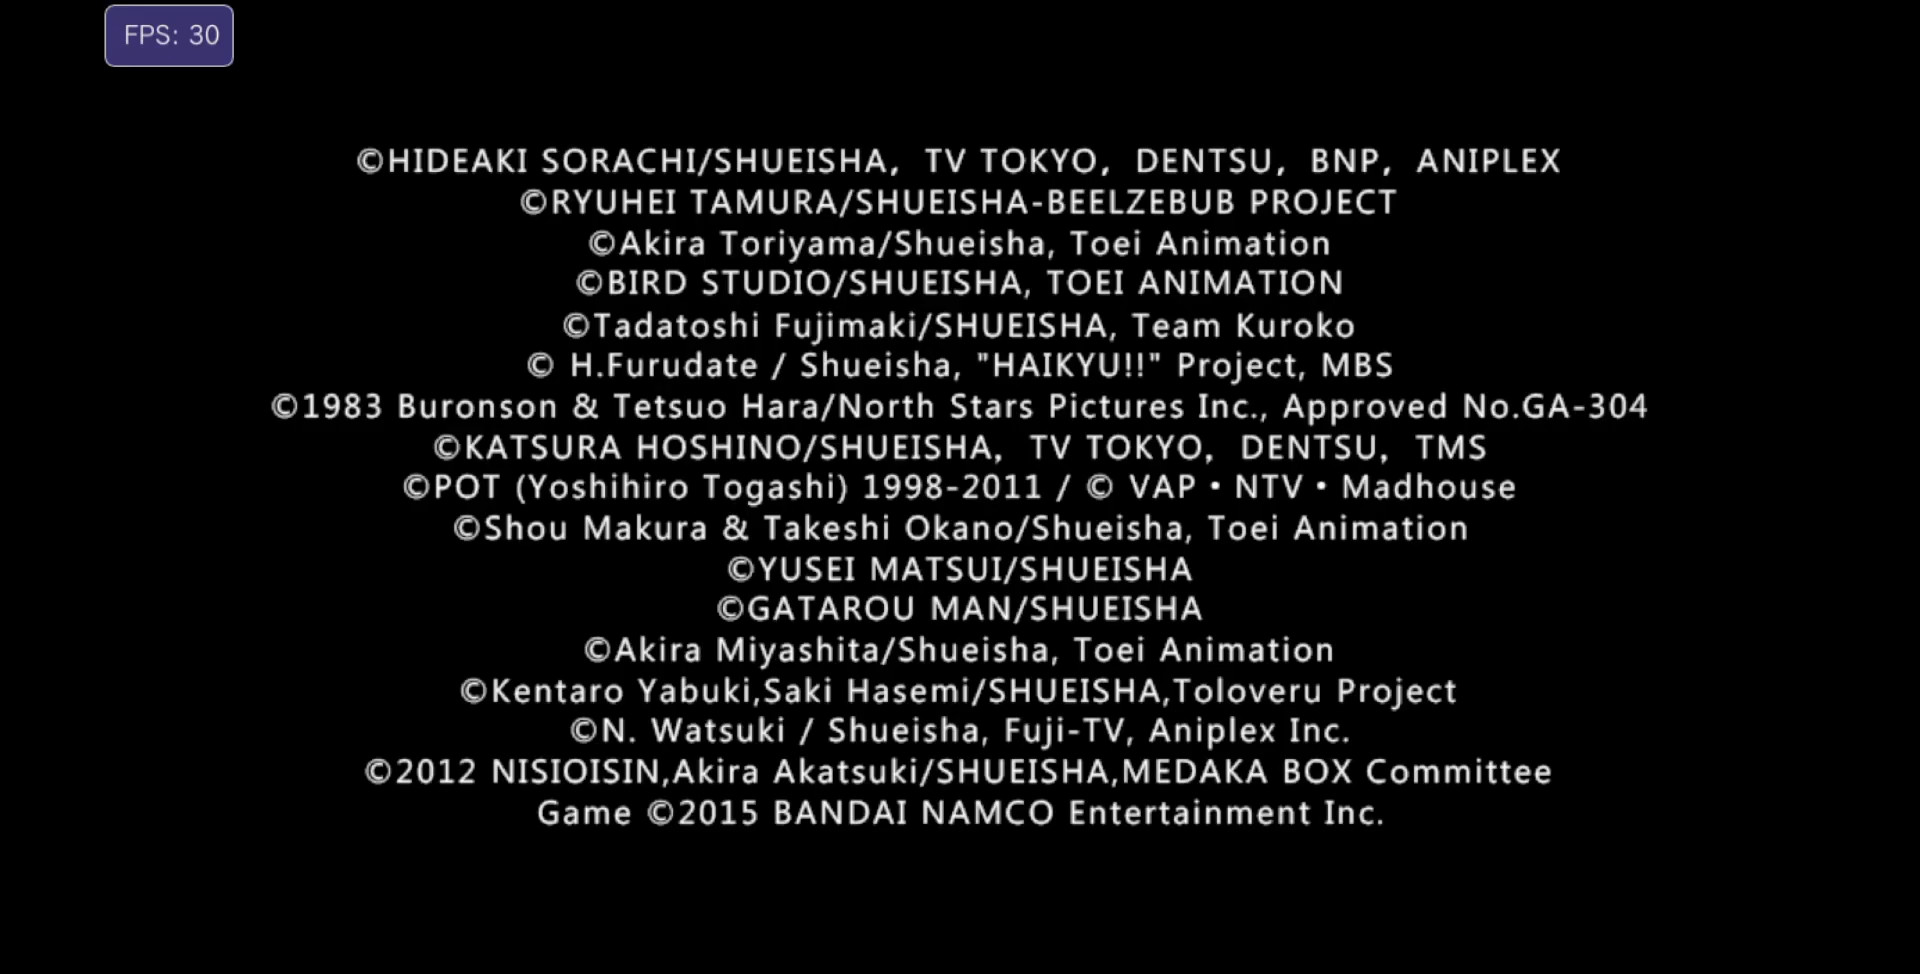 FPS: 30
©HIDEAKI SORACHI/SHUEISHA, TV TOKYO, DENTSU, BNP, ANIPLEX
©RYUHEI TAMURA/SHUEISHA-BEELZEBUB PROJECT
©Akira Toriyama/Shueisha, Toei Animation
©BIRD STUDIO/SHUEISHA, TOEI ANIMATION
©Tadatoshi Fujimaki/SHUEISHA, Team Kuroko
© H.Furudate / Shueisha, "HAIKYU!!" Project, MBS
©1983 Buronson & Tetsuo Hara/North Stars Pictures Inc., Approved No.GA-304
©KATSURA HOSHINO/SHUEISHA, TV TOKYO, DENTSU, TMS
©POT (Yoshihiro Togashi) 1998-2011 / © VAP・NTV・Madhouse
©Shou Makura & Takeshi Okano/Shueisha, Toei Animation
©YUSEI MATSUI/SHUEISHA
©GATAROU MAN/SHUEISHA
©Akira Miyashita/Shueisha, Toei Animation
©Kentaro Yabuki,Saki Hasemi/SHUEISHA,Toloveru Project
©N. Watsuki / Shueisha, Fuji-TV, Aniplex Inc.
©2012 NISIOISIN,Akira Akatsuki/SHUEISHA,MEDAKA BOX Committee
Game ©2015 BANDAI NAMCO Entertainment Inc.